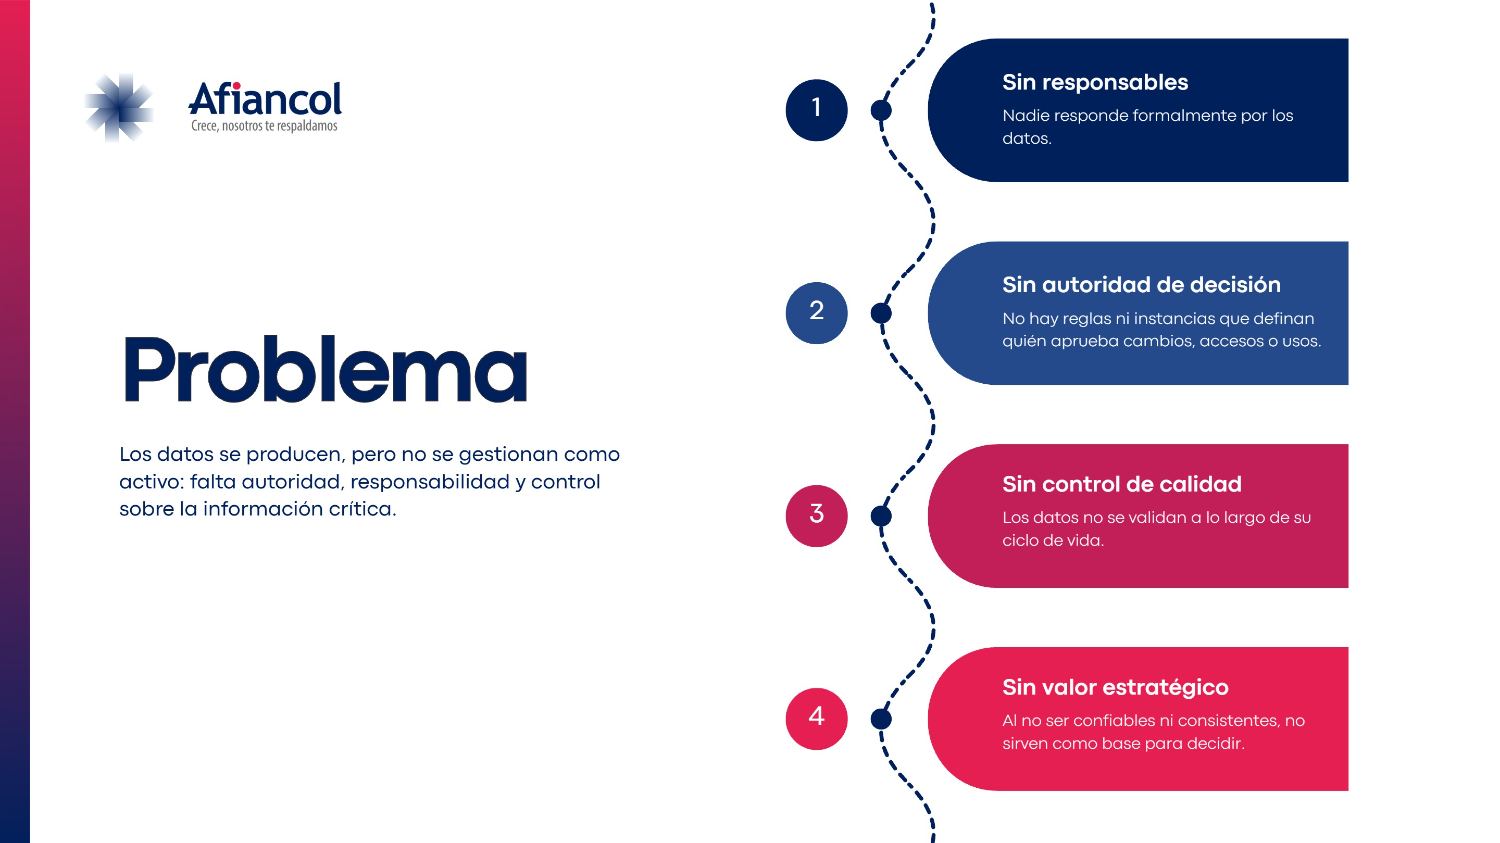 Afiancol
Crece, nosotros te respaldamos
Problema
Los datos se producen, pero no se gestionan como
activo: falta autoridad, responsabilidad y control
sobre la información crítica.
1
Sin responsables
Nadie responde formalmente por los
datos.
2
Sin autoridad de decisión
No hay reglas ni instancias que definan
quién aprueba cambios, accesos o usos.
3
Sin control de calidad
Los datos no se validan a lo largo de su
ciclo de vida.
4
Sin valor estratégico
Al no ser confiables ni consistentes, no
sirven como base para decidir.